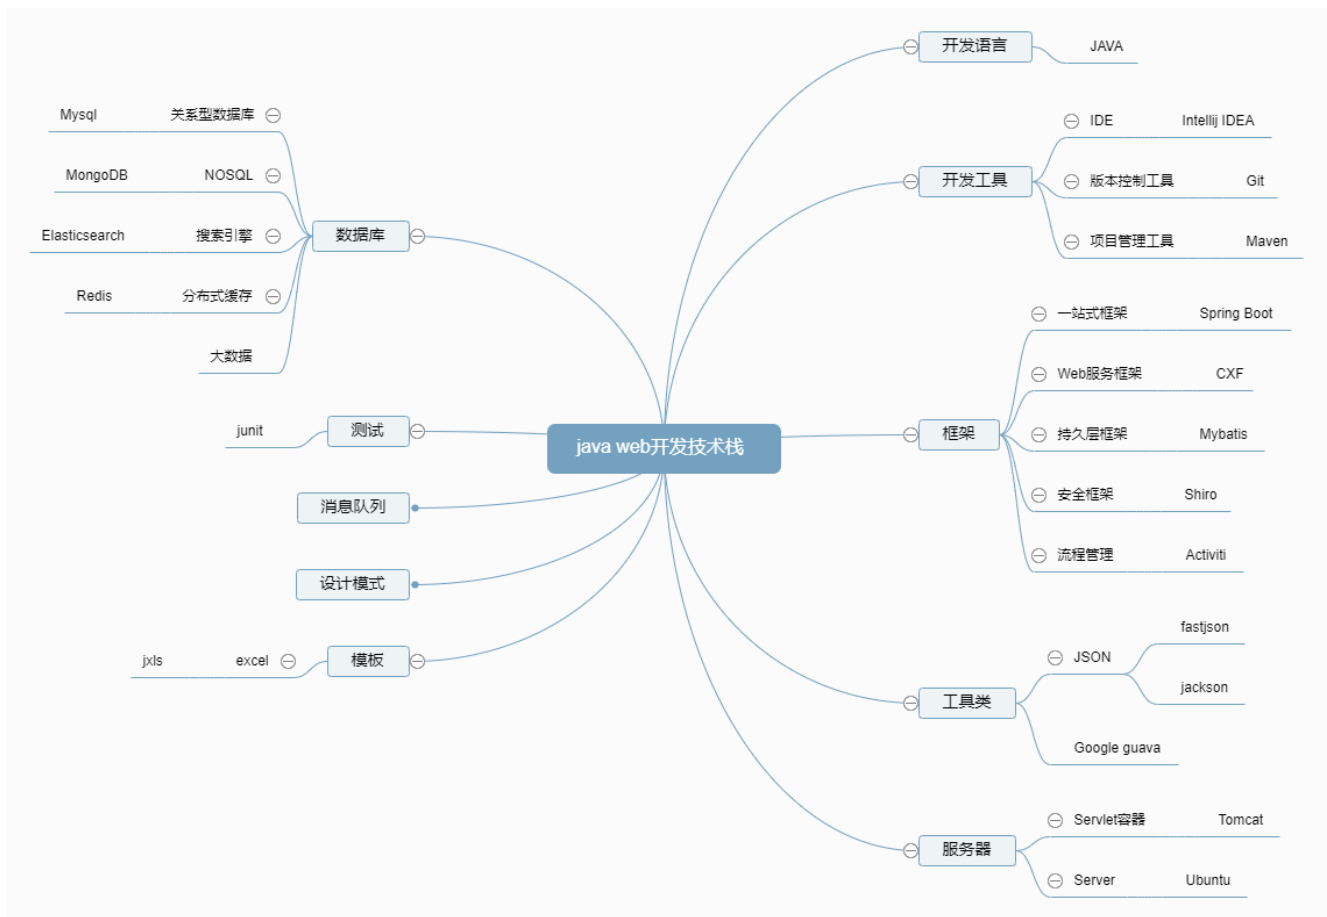 java web开发技术栈
开发语言
JAVA
开发工具
IDE
Intellij IDEA
版本控制工具
Git
项目管理工具
Maven
框架
一站式框架
Spring Boot
Web服务框架
CXF
持久层框架
Mybatis
安全框架
Shiro
流程管理
Activiti
工具类
JSON
fastjson
jackson
Google guava
服务器
Servlet容器
Tomcat
Server
Ubuntu
数据库
关系型数据库
Mysql
NOSQL
MongoDB
搜索引擎
Elasticsearch
分布式缓存
Redis
大数据
测试
junit
消息队列
设计模式
模板
excel
jxls